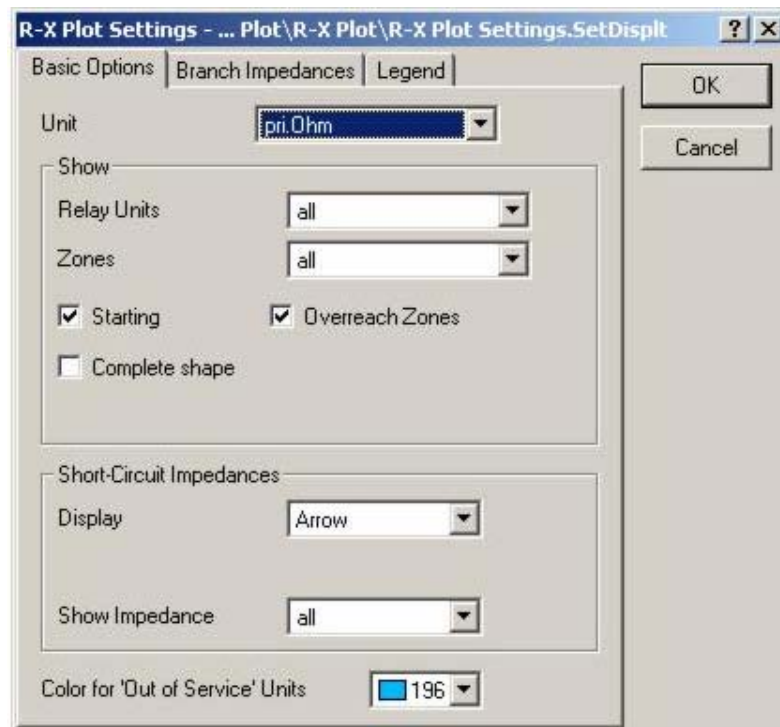 R-X Plot Settings - ... Plot\R-X Plot\R-X Plot Settings.SetDisplt
Basic Options Branch Impedances Legend
OK
Cancel
Unit pri.Ohm
Show
Relay Units all
Zones all
Starting Overreach Zones
Complete shape
Short-Circuit Impedances
Display Arrow
Show Impedance all
Color for 'Out of Service' Units 196